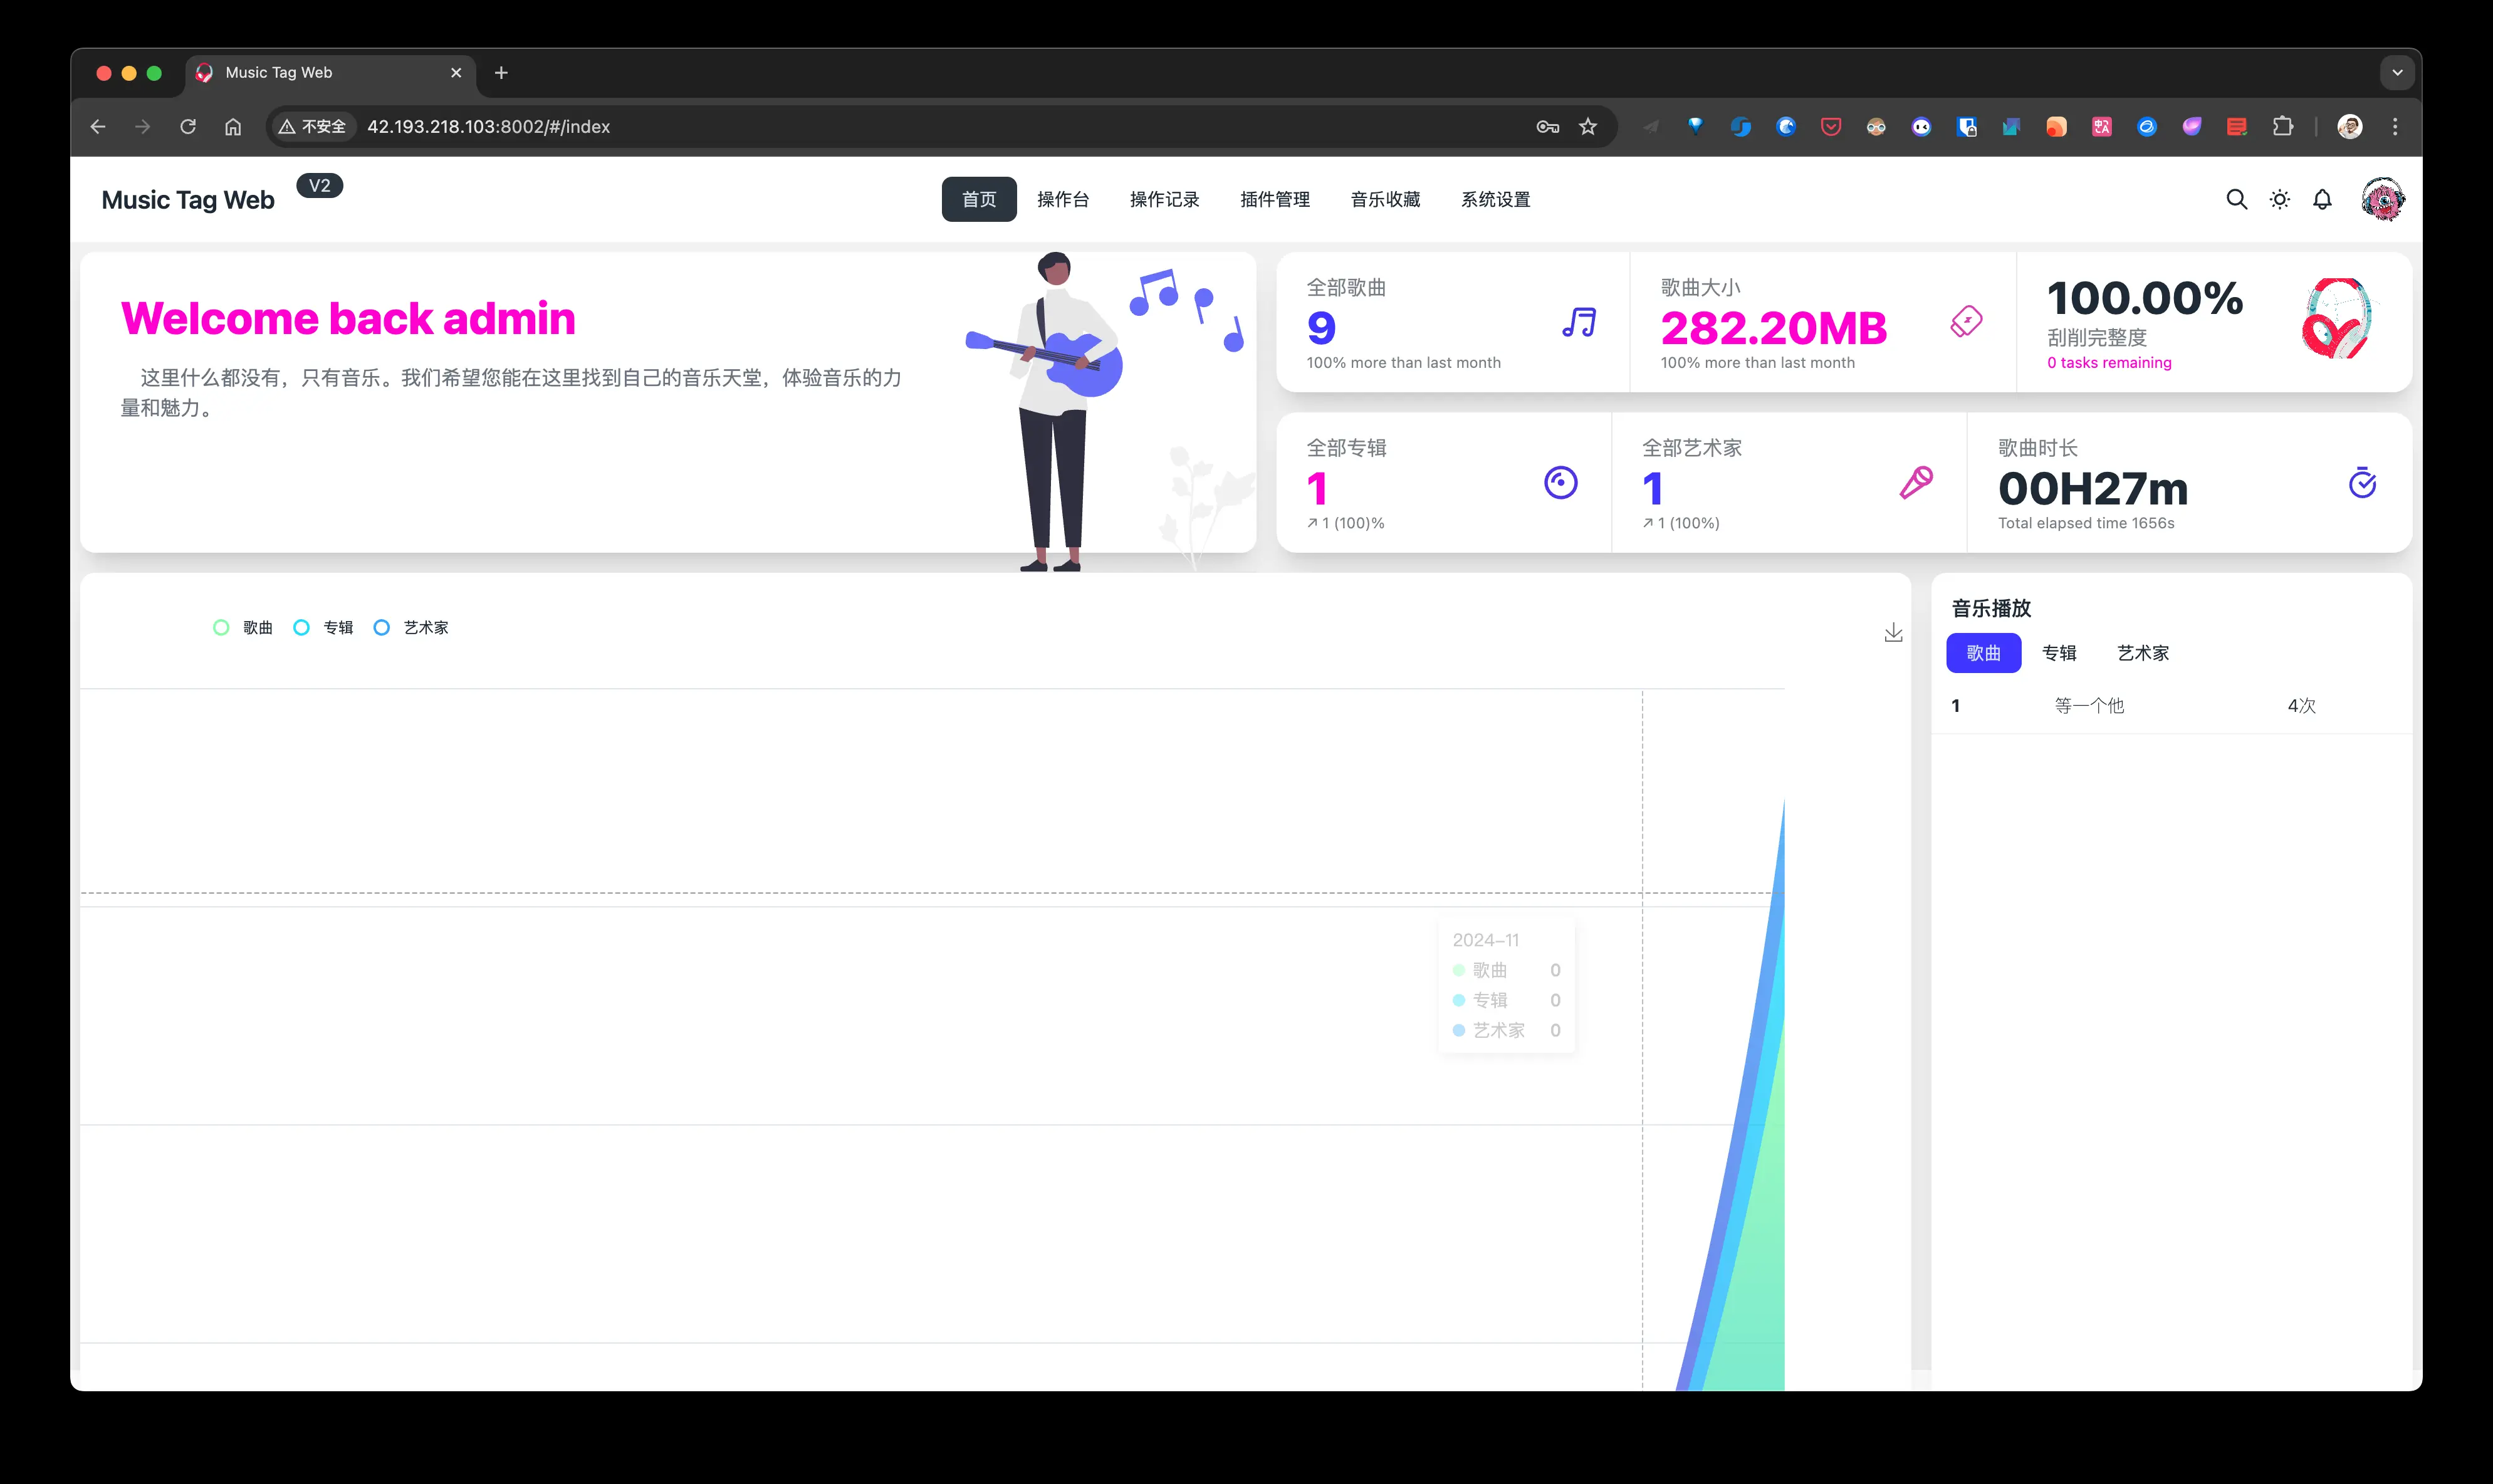 Music Tag Web
不安全
42.193.218.103:8002/#/index
Music Tag Web
V2
首页
操作台
操作记录
插件管理
音乐收藏
系统设置
Welcome back admin
这里什么都没有，只有音乐。我们希望您能在这里找到自己的音乐天堂，体验音乐的力
量和魅力。
全部歌曲
9
100% more than last month
歌曲大小
282.20MB
100% more than last month
100.00%
刮削完整度
0 tasks remaining
全部专辑
1
↗︎ 1 (100)%
全部艺术家
1
↗︎ 1 (100%)
歌曲时长
00H27m
Total elapsed time 1656s
歌曲
专辑
艺术家
2024-11
歌曲 0
专辑 0
艺术家 0
音乐播放
歌曲
专辑
艺术家
1 等一个他 4次